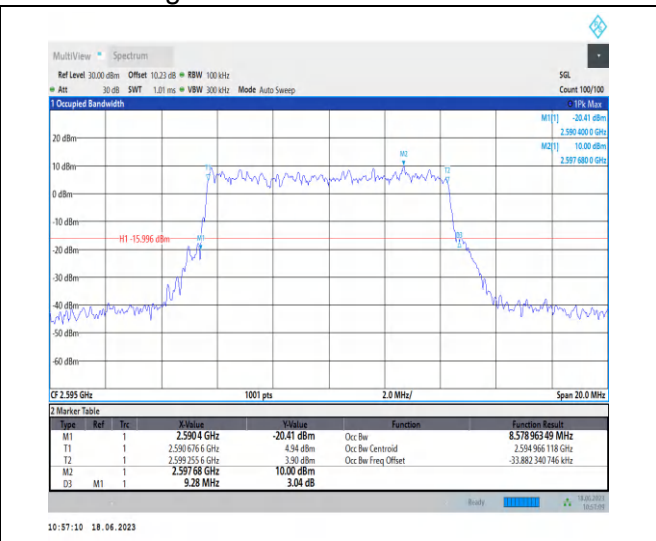 MultiView Spectrum
Ref Level 30.00 dBm Offset 10.23 dB RBW 100 kHz SGL
Att 30 dB SWT 1.01 ms VBW 300 kHz Mode Auto Sweep Count 100/100
1 Occupied Bandwidth 1Pk Max
M1[1] -20.41 dBm
2.590 400 0 GHz
20 dBm M2[1] 10.00 dBm
2.597 680 0 GHz
M2
10 dBm
T1 T2
0 dBm
-10 dBm
H1 -15.996 dBm M1 D3
-20 dBm
-30 dBm
-40 dBm
-50 dBm
-60 dBm
CF 2.595 GHz 1001 pts 2.0 MHz/ Span 20.0 MHz
2 Marker Table
Type Ref Trc X-Value Y-Value Function Function Result
M1 1 2.590 4 GHz -20.41 dBm Occ Bw 8.578 963 49 MHz
T1 1 2.590 676 6 GHz 4.94 dBm Occ Bw Centroid 2.594 966 118 GHz
T2 1 2.599 255 6 GHz 3.90 dBm Occ Bw Freq Offset -33.882 340 746 kHz
M2 1 2.597 68 GHz 10.00 dBm
D3 M1 1 9.28 MHz 3.04 dB
Ready 18.06.2023
10:57:09
10:57:10 18.06.2023